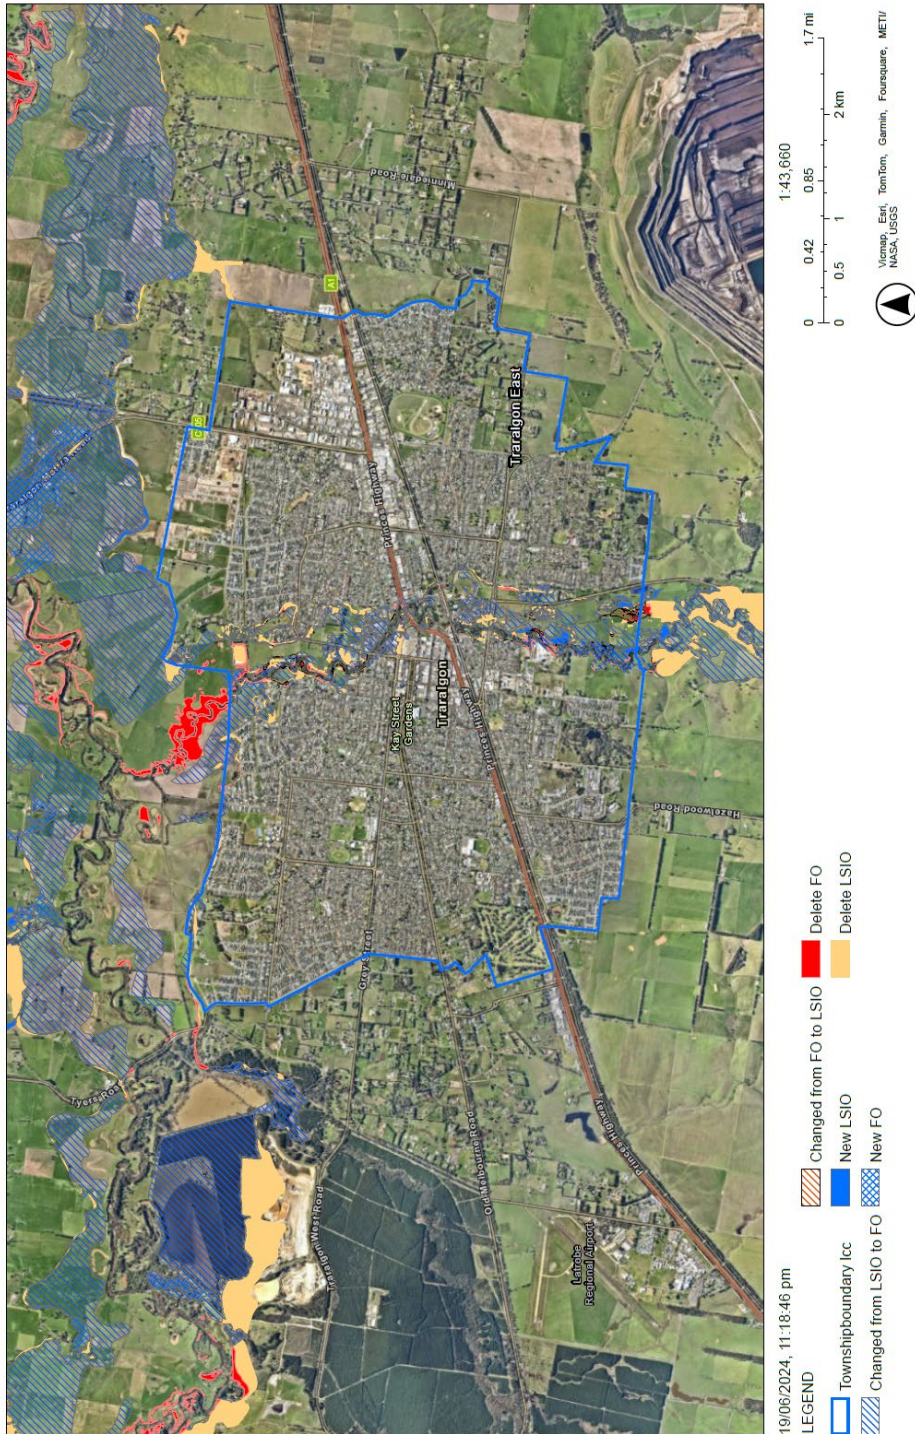 Minniedale Road
A1
Princes Highway
Traralgon East
Traralgon
Kay Street
Gardens
Princes Highway
Hazelwood Road
Grey Street
Tyers Road
Old Melbourne Road
Princes Highway
Traralgon West Road
Latrobe
Regional Airport
19/06/2024, 11:18:46 pm
LEGEND
Townshipboundary lcc
Changed from LSIO to FO
Changed from FO to LSIO
New LSIO
New FO
Delete FO
Delete LSIO
1:43,660
0 0.42 0.85 1.7 mi
0 0.5 1 2 km
Vicmap, Esri, TomTom, Garmin, Foursquare, METI/
NASA, USGS